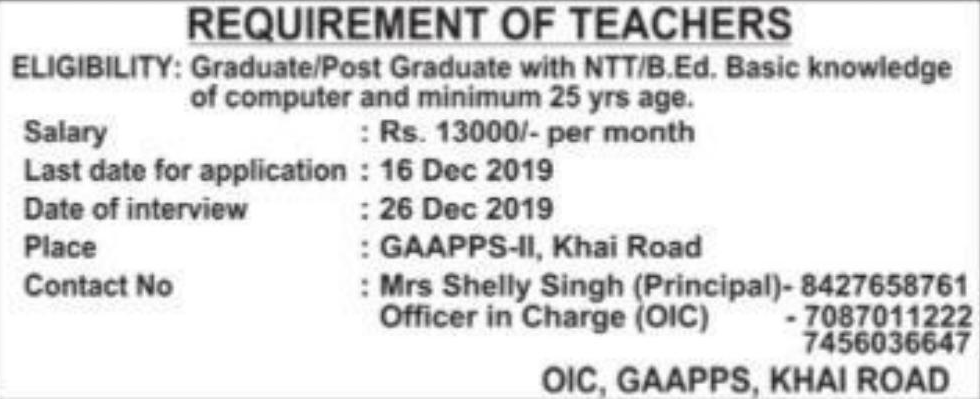 REQUIREMENT OF TEACHERS
ELIGIBILITY: Graduate/Post Graduate with NTT/B.Ed. Basic knowledge
of computer and minimum 25 yrs age.
Salary : Rs. 13000/- per month
Last date for application : 16 Dec 2019
Date of interview : 26 Dec 2019
Place : GAAPPS-II, Khai Road
Contact No : Mrs Shelly Singh (Principal)- 8427658761
Officer in Charge (OIC) - 7087011222
7456036647
OIC, GAAPPS, KHAI ROAD